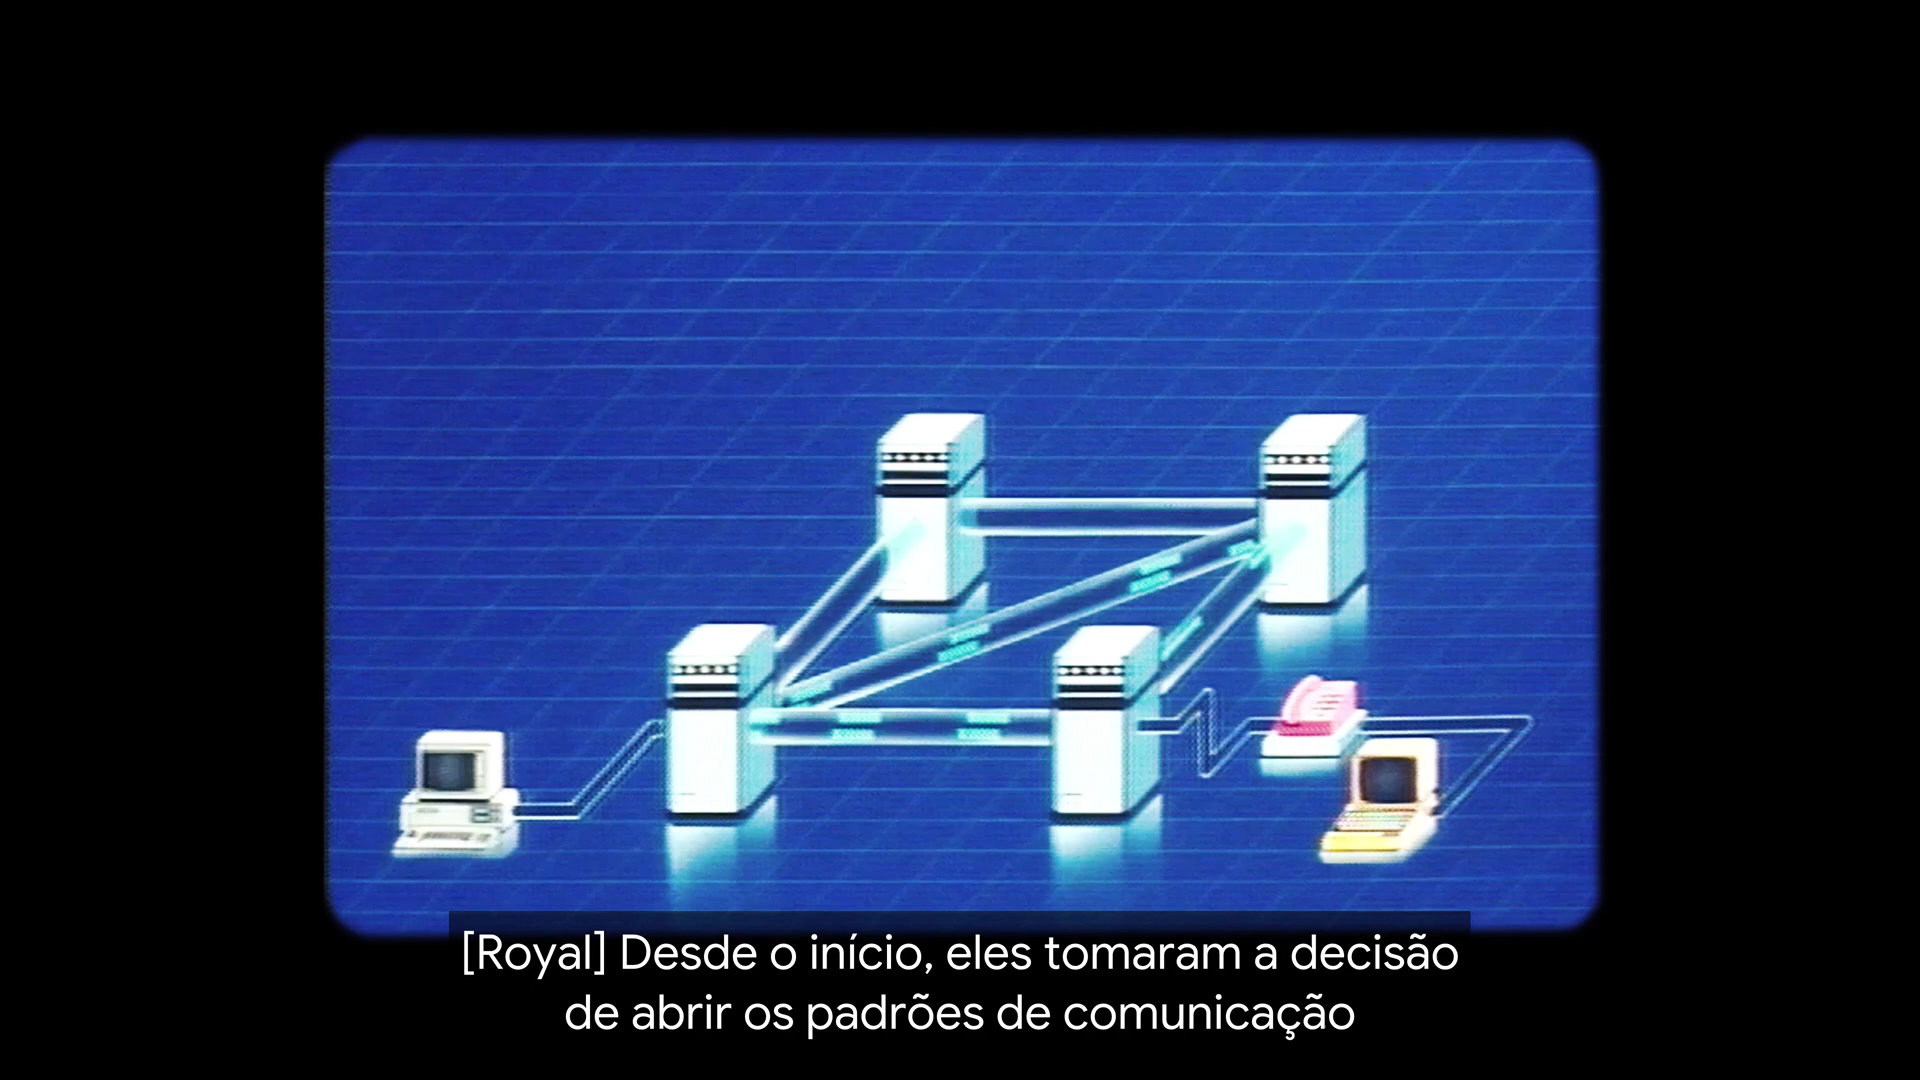 [Royal] Desde o início, eles tomaram a decisão
de abrir os padrões de comunicação